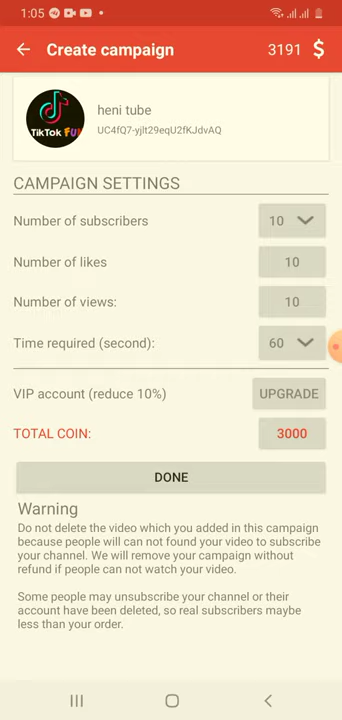 1:05
Create campaign
3191 $
TikTok FUN
heni tube
UC4fQ7-yjlt29eqU2fKJdvAQ
CAMPAIGN SETTINGS
Number of subscribers 10
Number of likes 10
Number of views: 10
Time required (second): 60
VIP account (reduce 10%) UPGRADE
TOTAL COIN: 3000
DONE
Warning
Do not delete the video which you added in this campaign
because people will can not found your video to subscribe
your channel. We will remove your campaign without
refund if people can not watch your video.
Some people may unsubscribe your channel or their
account have been deleted, so real subscribers maybe
less than your order.